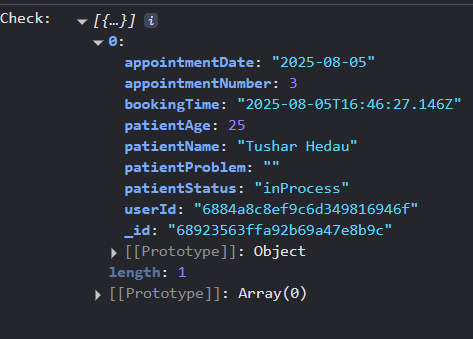 Check: ▼ [{…}] i
▼ 0:
appointmentDate: "2025-08-05"
appointmentNumber: 3
bookingTime: "2025-08-05T16:46:27.146Z"
patientAge: 25
patientName: "Tushar Hedau"
patientProblem: ""
patientStatus: "inProcess"
userId: "6884a8c8ef9c6d349816946f"
_id: "68923563ffa92b69a47e8b9c"
▶ [[Prototype]]: Object
length: 1
▶ [[Prototype]]: Array(0)